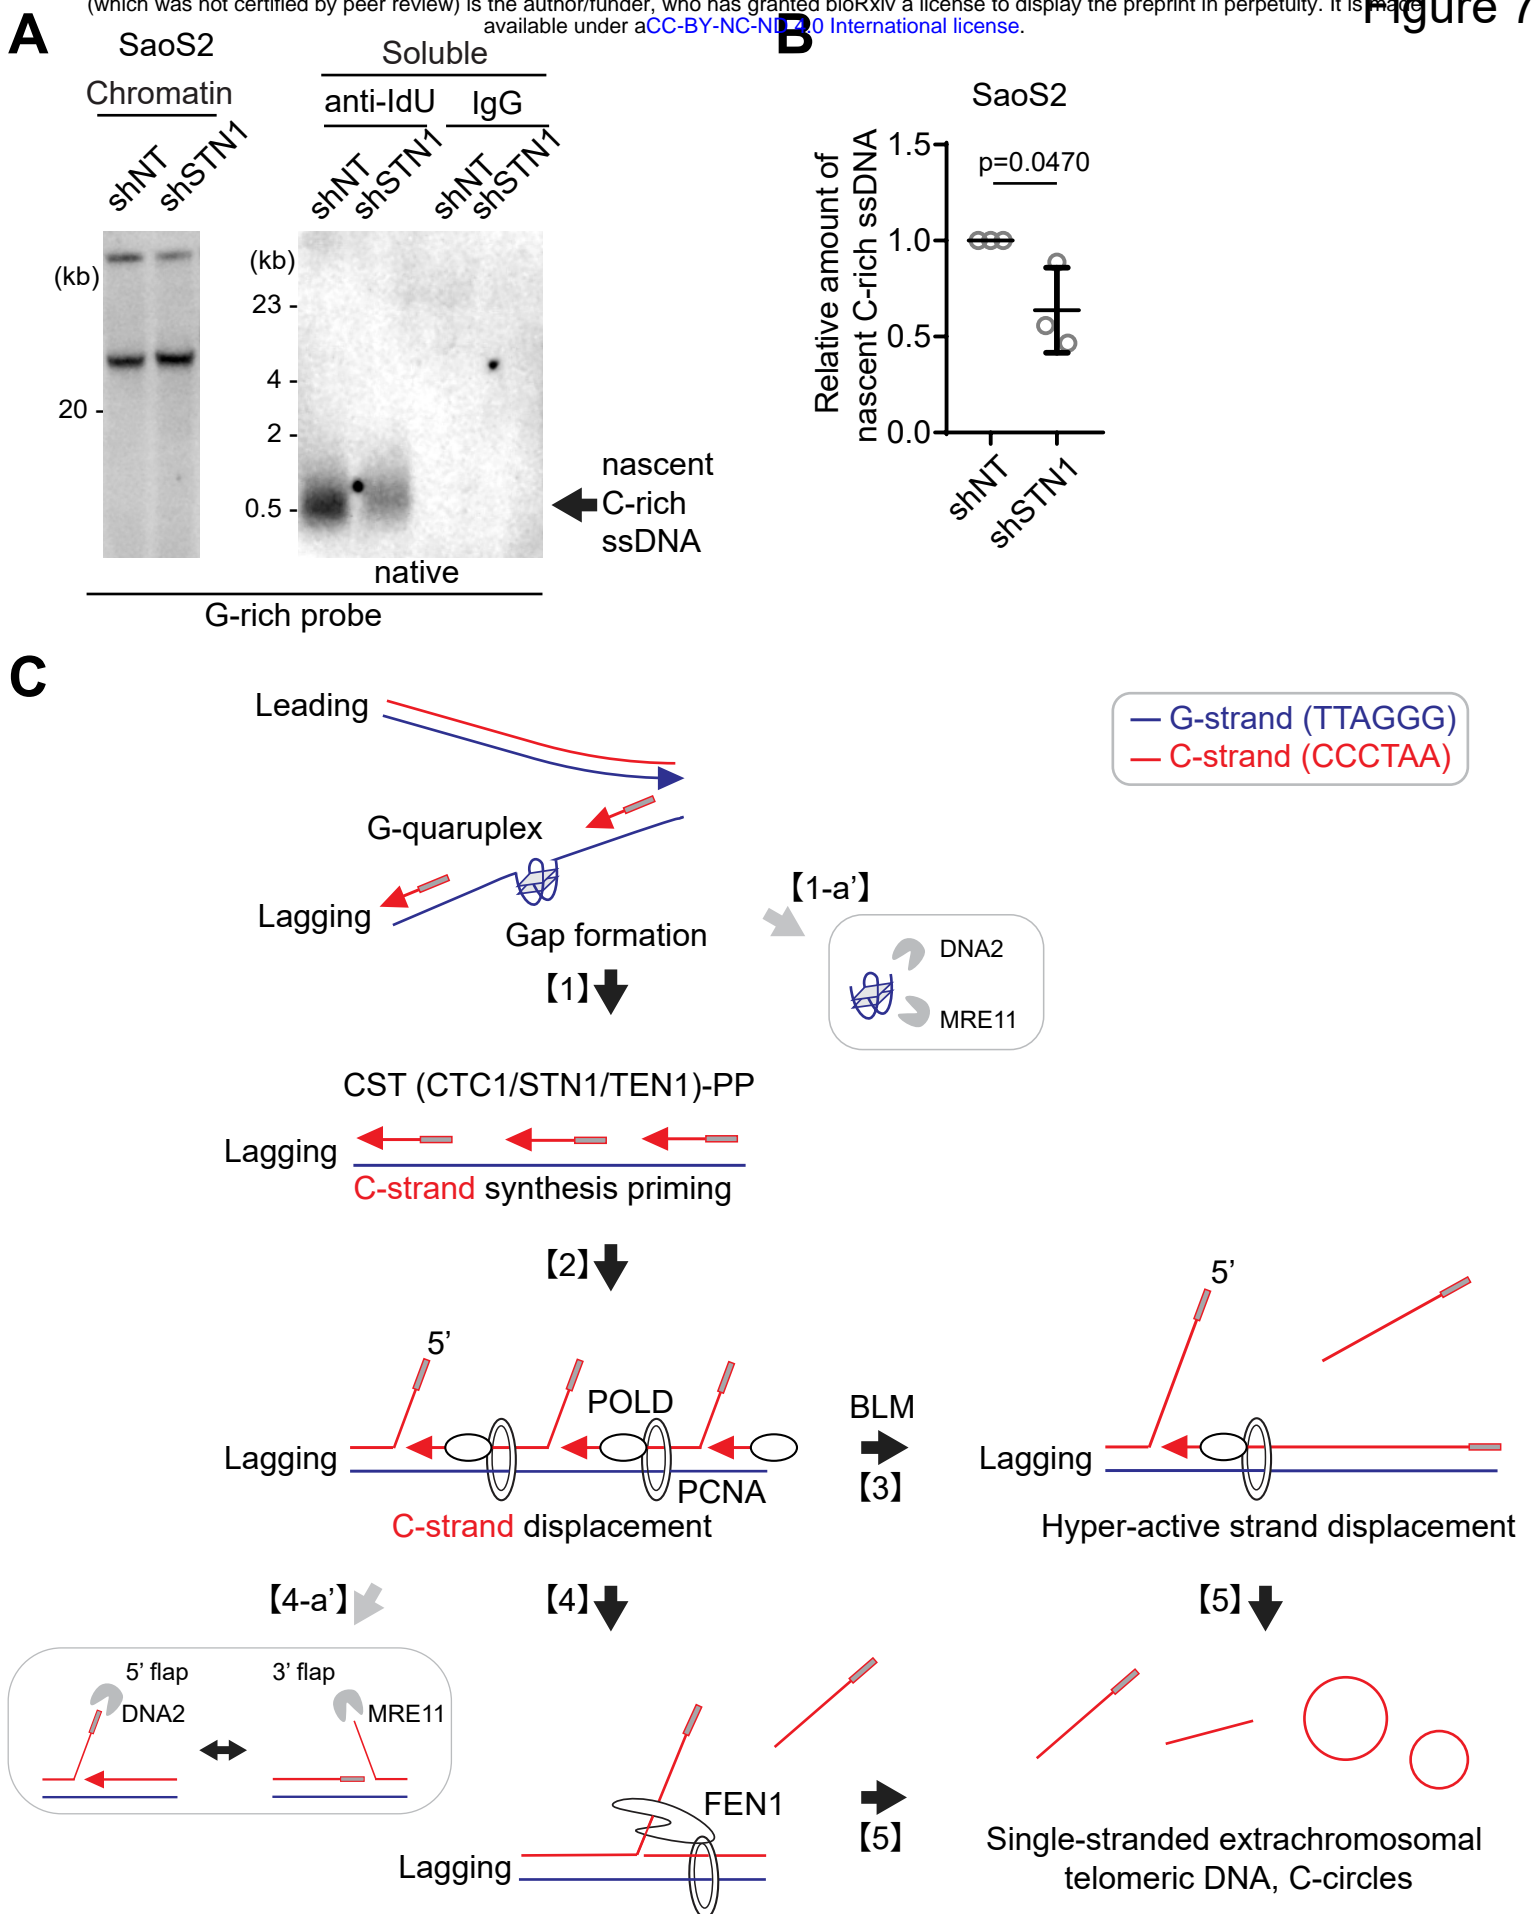 (which was not certified by peer review) is the author/funder, who has granted bioRxiv a license to display the preprint in perpetuity. It is made
available under aCC-BY-NC-ND 4.0 International license.
Figure 7
A
SaoS2
Chromatin
shNT
shSTN1
(kb)
20 -
Soluble
anti-IdU
IgG
shNT
shSTN1
shNT
shSTN1
(kb)
23 -
4 -
2 -
0.5 -
nascent
C-rich
ssDNA
native
G-rich probe
B
SaoS2
Relative amount of
nascent C-rich ssDNA
1.5
1.0
0.5
0.0
p=0.0470
shNT
shSTN1
C
Leading
G-strand (TTAGGG)
C-strand (CCCTAA)
G-quaruplex
Lagging
Gap formation
【1-a’】
DNA2
MRE11
【1】
CST (CTC1/STN1/TEN1)-PP
Lagging
C-strand synthesis priming
【2】
5’
POLD
Lagging
PCNA
C-strand displacement
BLM
【3】
5’
Lagging
Hyper-active strand displacement
【4-a’】
【4】
【5】
5’ flap
DNA2
3’ flap
MRE11
FEN1
Lagging
【5】
Single-stranded extrachromosomal
telomeric DNA, C-circles